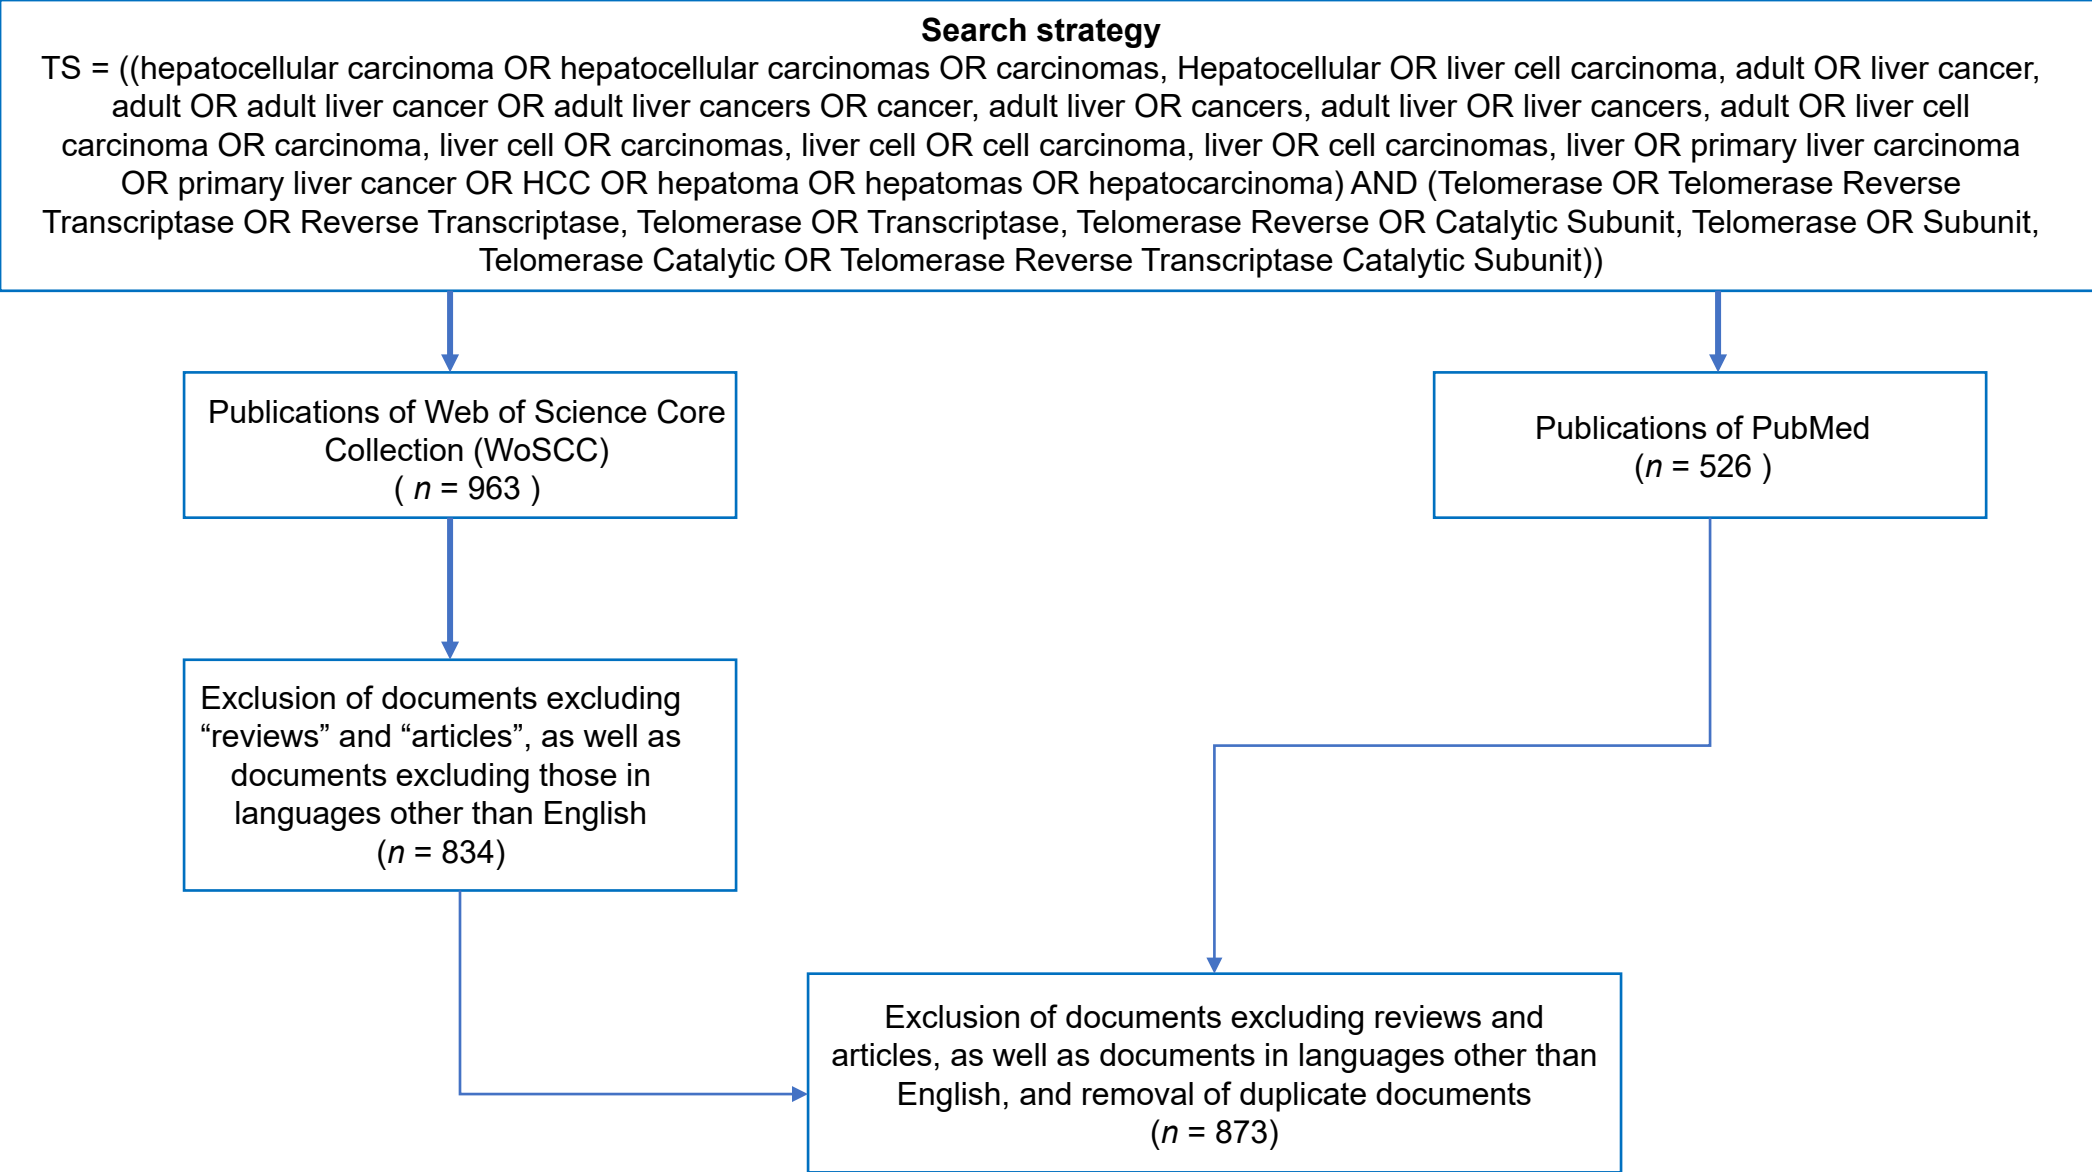 Search strategy
TS = ((hepatocellular carcinoma OR hepatocellular carcinomas OR carcinomas, Hepatocellular OR liver cell carcinoma, adult OR liver cancer,
adult OR adult liver cancer OR adult liver cancers OR cancer, adult liver OR cancers, adult liver OR liver cancers, adult OR liver cell
carcinoma OR carcinoma, liver cell OR carcinomas, liver cell OR cell carcinoma, liver OR cell carcinomas, liver OR primary liver carcinoma
OR primary liver cancer OR HCC OR hepatoma OR hepatomas OR hepatocarcinoma) AND (Telomerase OR Telomerase Reverse
Transcriptase OR Reverse Transcriptase, Telomerase OR Transcriptase, Telomerase Reverse OR Catalytic Subunit, Telomerase OR Subunit,
Telomerase Catalytic OR Telomerase Reverse Transcriptase Catalytic Subunit))
Publications of Web of Science Core
Collection (WoSCC)
( n = 963 )
Publications of PubMed
(n = 526 )
Exclusion of documents excluding
“reviews” and “articles”, as well as
documents excluding those in
languages other than English
(n = 834)
Exclusion of documents excluding reviews and
articles, as well as documents in languages other than
English, and removal of duplicate documents
(n = 873)